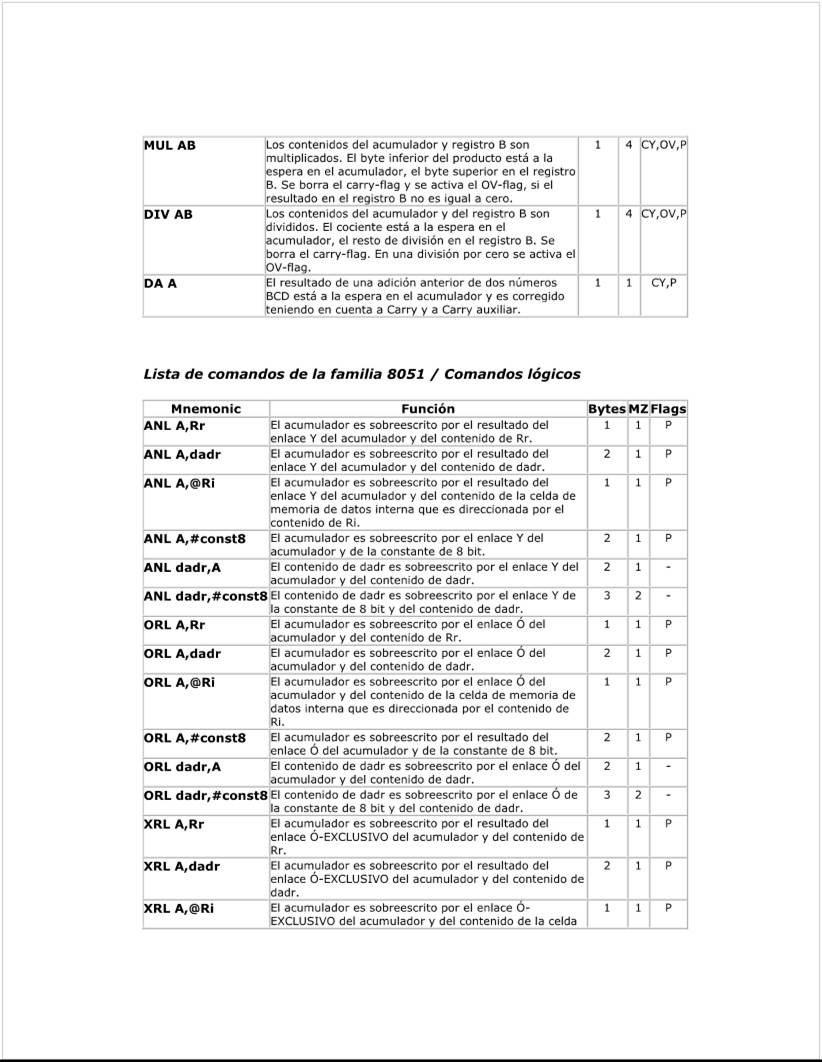 MUL AB Los contenidos del acumulador y registro B son 1 4 CY,OV,P
multiplicados. El byte inferior del producto está a la
espera en el acumulador, el byte superior en el registro
B. Se borra el carry-flag y se activa el OV-flag, si el
resultado en el registro B no es igual a cero.
DIV AB Los contenidos del acumulador y del registro B son 1 4 CY,OV,P
divididos. El cociente está a la espera en el
acumulador, el resto de división en el registro B. Se
borra el carry-flag. En una división por cero se activa el
OV-flag.
DA A El resultado de una adición anterior de dos números 1 1 CY,P
BCD está a la espera en el acumulador y es corregido
teniendo en cuenta a Carry y a Carry auxiliar.
Lista de comandos de la familia 8051 / Comandos lógicos
Mnemonic Función Bytes MZ Flags
ANL A,Rr El acumulador es sobreescrito por el resultado del 1 1 P
enlace Y del acumulador y del contenido de Rr.
ANL A,dadr El acumulador es sobreescrito por el resultado del 2 1 P
enlace Y del acumulador y del contenido de dadr.
ANL A,@Ri El acumulador es sobreescrito por el resultado del 1 1 P
enlace Y del acumulador y del contenido de la celda de
memoria de datos interna que es direccionada por el
contenido de Ri.
ANL A,#const8 El acumulador es sobreescrito por el enlace Y del 2 1 P
acumulador y de la constante de 8 bit.
ANL dadr,A El contenido de dadr es sobreescrito por el enlace Y del 2 1 -
acumulador y del contenido de dadr.
ANL dadr,#const8 El contenido de dadr es sobreescrito por el enlace Y de 3 2 -
la constante de 8 bit y del contenido de dadr.
ORL A,Rr El acumulador es sobreescrito por el enlace Ó del 1 1 P
acumulador y del contenido de Rr.
ORL A,dadr El acumulador es sobreescrito por el enlace Ó del 2 1 P
acumulador y del contenido de dadr.
ORL A,@Ri El acumulador es sobreescrito por el enlace Ó del 1 1 P
acumulador y del contenido de la celda de memoria de
datos interna que es direccionada por el contenido de
Ri.
ORL A,#const8 El acumulador es sobreescrito por el resultado del 2 1 P
enlace Ó del acumulador y de la constante de 8 bit.
ORL dadr,A El contenido de dadr es sobreescrito por el enlace Ó del 2 1 -
acumulador y del contenido de dadr.
ORL dadr,#const8 El contenido de dadr es sobreescrito por el enlace Ó de 3 2 -
la constante de 8 bit y del contenido de dadr.
XRL A,Rr El acumulador es sobreescrito por el resultado del 1 1 P
enlace Ó-EXCLUSIVO del acumulador y del contenido de
Rr.
XRL A,dadr El acumulador es sobreescrito por el resultado del 2 1 P
enlace Ó-EXCLUSIVO del acumulador y del contenido de
dadr.
XRL A,@Ri El acumulador es sobreescrito por el enlace Ó- 1 1 P
EXCLUSIVO del acumulador y del contenido de la celda